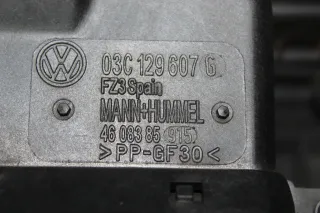 03C 129 607 G
FZ3 Spain
MANN+HUMMEL
46 083 85 (915)
>PP-GF30<